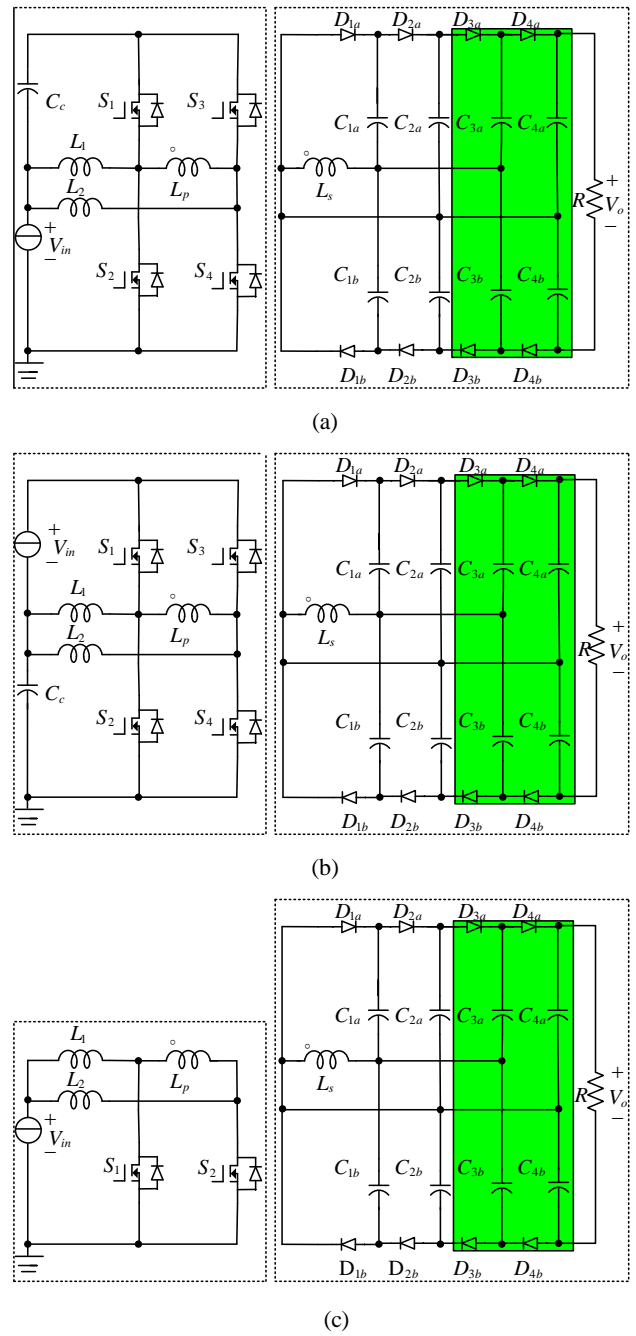 D1a D2a D3a D4a
S1 S3
Cc C1a C2a C3a C4a
L1
Lp Ls
L2
R + Vo −
+ Vin −
S2 S4
C1b C2b C3b C4b
D1b D2b D3b D4b
(a)
D1a D2a D3a D4a
+ Vin −
S1 S3
C1a C2a C3a C4a
L1
Lp Ls
L2
R + Vo −
Cc
S2 S4
C1b C2b C3b C4b
D1b D2b D3b D4b
(b)
D1a D2a D3a D4a
C1a C2a C3a C4a
L1
Lp Ls
L2
R + Vo −
+ Vin −
S1 S2
C1b C2b C3b C4b
D1b D2b D3b D4b
(c)